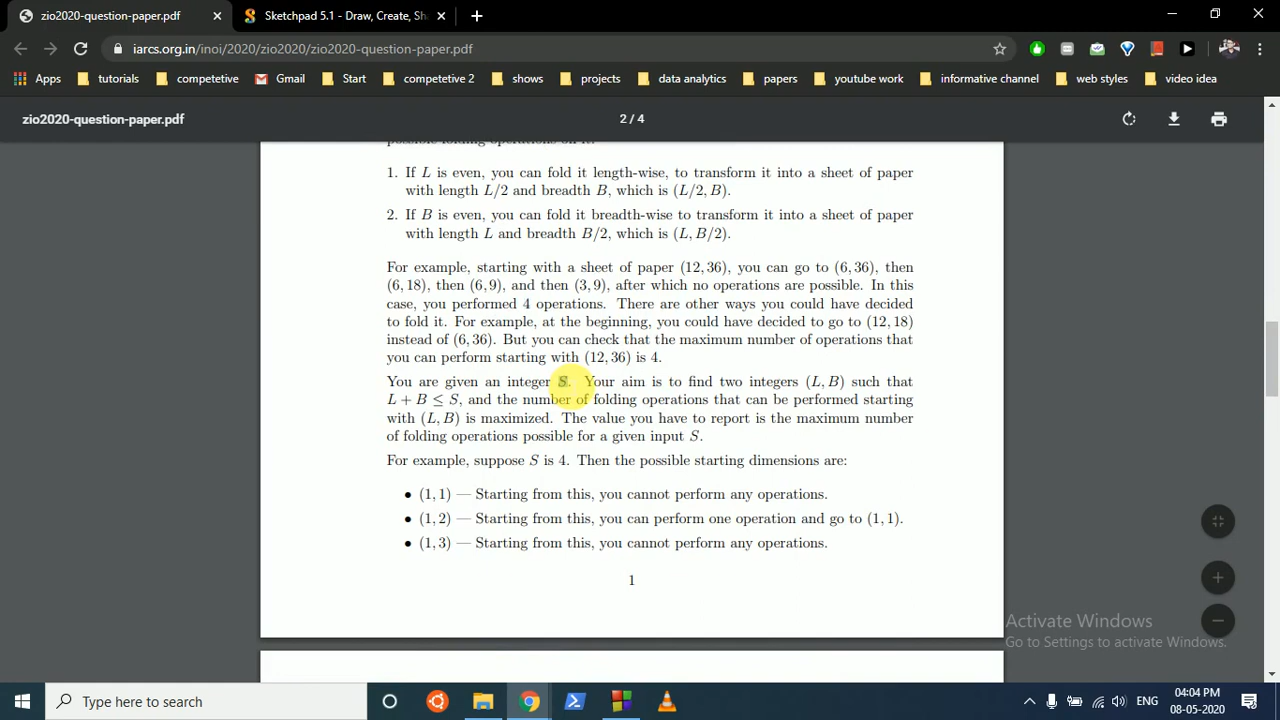 zio2020-question-paper.pdf
Sketchpad 5.1 - Draw, Create, Sha
iarcs.org.in/inoi/2020/zio2020/zio2020-question-paper.pdf
Apps tutorials competetive Gmail Start competetive 2 shows projects data analytics papers youtube work informative channel web styles video idea
zio2020-question-paper.pdf 2 / 4
possible folding operations on it.
1. If L is even, you can fold it length-wise, to transform it into a sheet of paper
with length L/2 and breadth B, which is (L/2, B).
2. If B is even, you can fold it breadth-wise to transform it into a sheet of paper
with length L and breadth B/2, which is (L, B/2).
For example, starting with a sheet of paper (12, 36), you can go to (6, 36), then
(6, 18), then (6, 9), and then (3, 9), after which no operations are possible. In this
case, you performed 4 operations. There are other ways you could have decided
to fold it. For example, at the beginning, you could have decided to go to (12, 18)
instead of (6, 36). But you can check that the maximum number of operations that
you can perform starting with (12, 36) is 4.
You are given an integer S. Your aim is to find two integers (L, B) such that
L + B ≤ S, and the number of folding operations that can be performed starting
with (L, B) is maximized. The value you have to report is the maximum number
of folding operations possible for a given input S.
For example, suppose S is 4. Then the possible starting dimensions are:
• (1, 1) — Starting from this, you cannot perform any operations.
• (1, 2) — Starting from this, you can perform one operation and go to (1, 1).
• (1, 3) — Starting from this, you cannot perform any operations.
1
Activate Windows
Go to Settings to activate Windows.
Type here to search
ENG
04:04 PM
08-05-2020